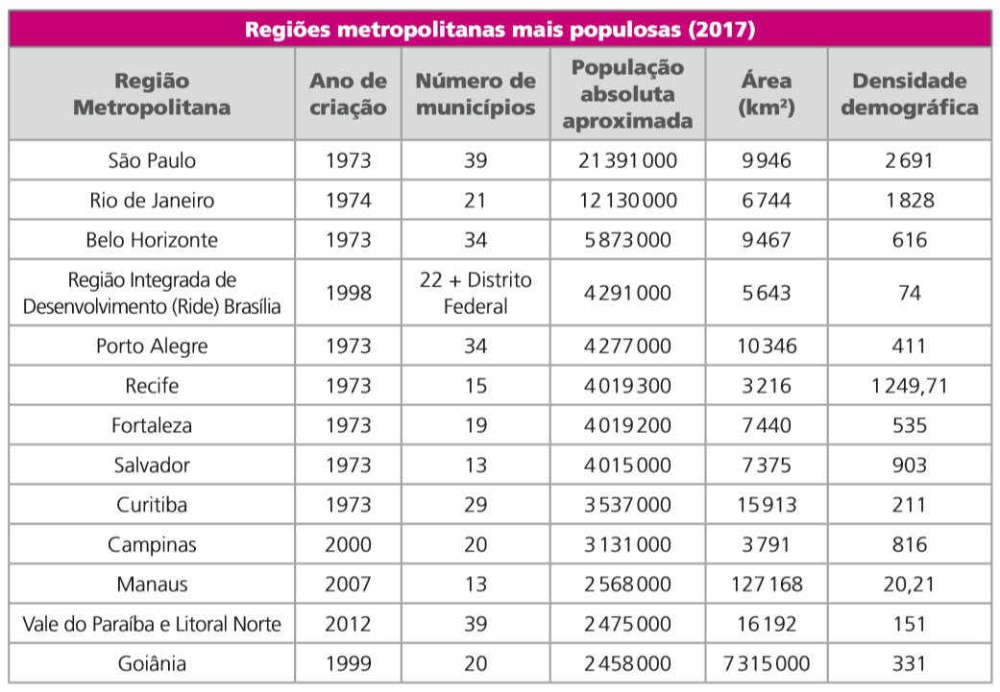 Regiões metropolitanas mais populosas (2017)
Região Metropolitana | Ano de criação | Número de municípios | População absoluta aproximada | Área (km²) | Densidade demográfica
São Paulo | 1973 | 39 | 21 391 000 | 9 946 | 2 691
Rio de Janeiro | 1974 | 21 | 12 130 000 | 6 744 | 1 828
Belo Horizonte | 1973 | 34 | 5 873 000 | 9 467 | 616
Região Integrada de Desenvolvimento (Ride) Brasília | 1998 | 22 + Distrito Federal | 4 291 000 | 5 643 | 74
Porto Alegre | 1973 | 34 | 4 277 000 | 10 346 | 411
Recife | 1973 | 15 | 4 019 300 | 3 216 | 1 249,71
Fortaleza | 1973 | 19 | 4 019 200 | 7 440 | 535
Salvador | 1973 | 13 | 4 015 000 | 7 375 | 903
Curitiba | 1973 | 29 | 3 537 000 | 15 913 | 211
Campinas | 2000 | 20 | 3 131 000 | 3 791 | 816
Manaus | 2007 | 13 | 2 568 000 | 127 168 | 20,21
Vale do Paraíba e Litoral Norte | 2012 | 39 | 2 475 000 | 16 192 | 151
Goiânia | 1999 | 20 | 2 458 000 | 7 315 000 | 331